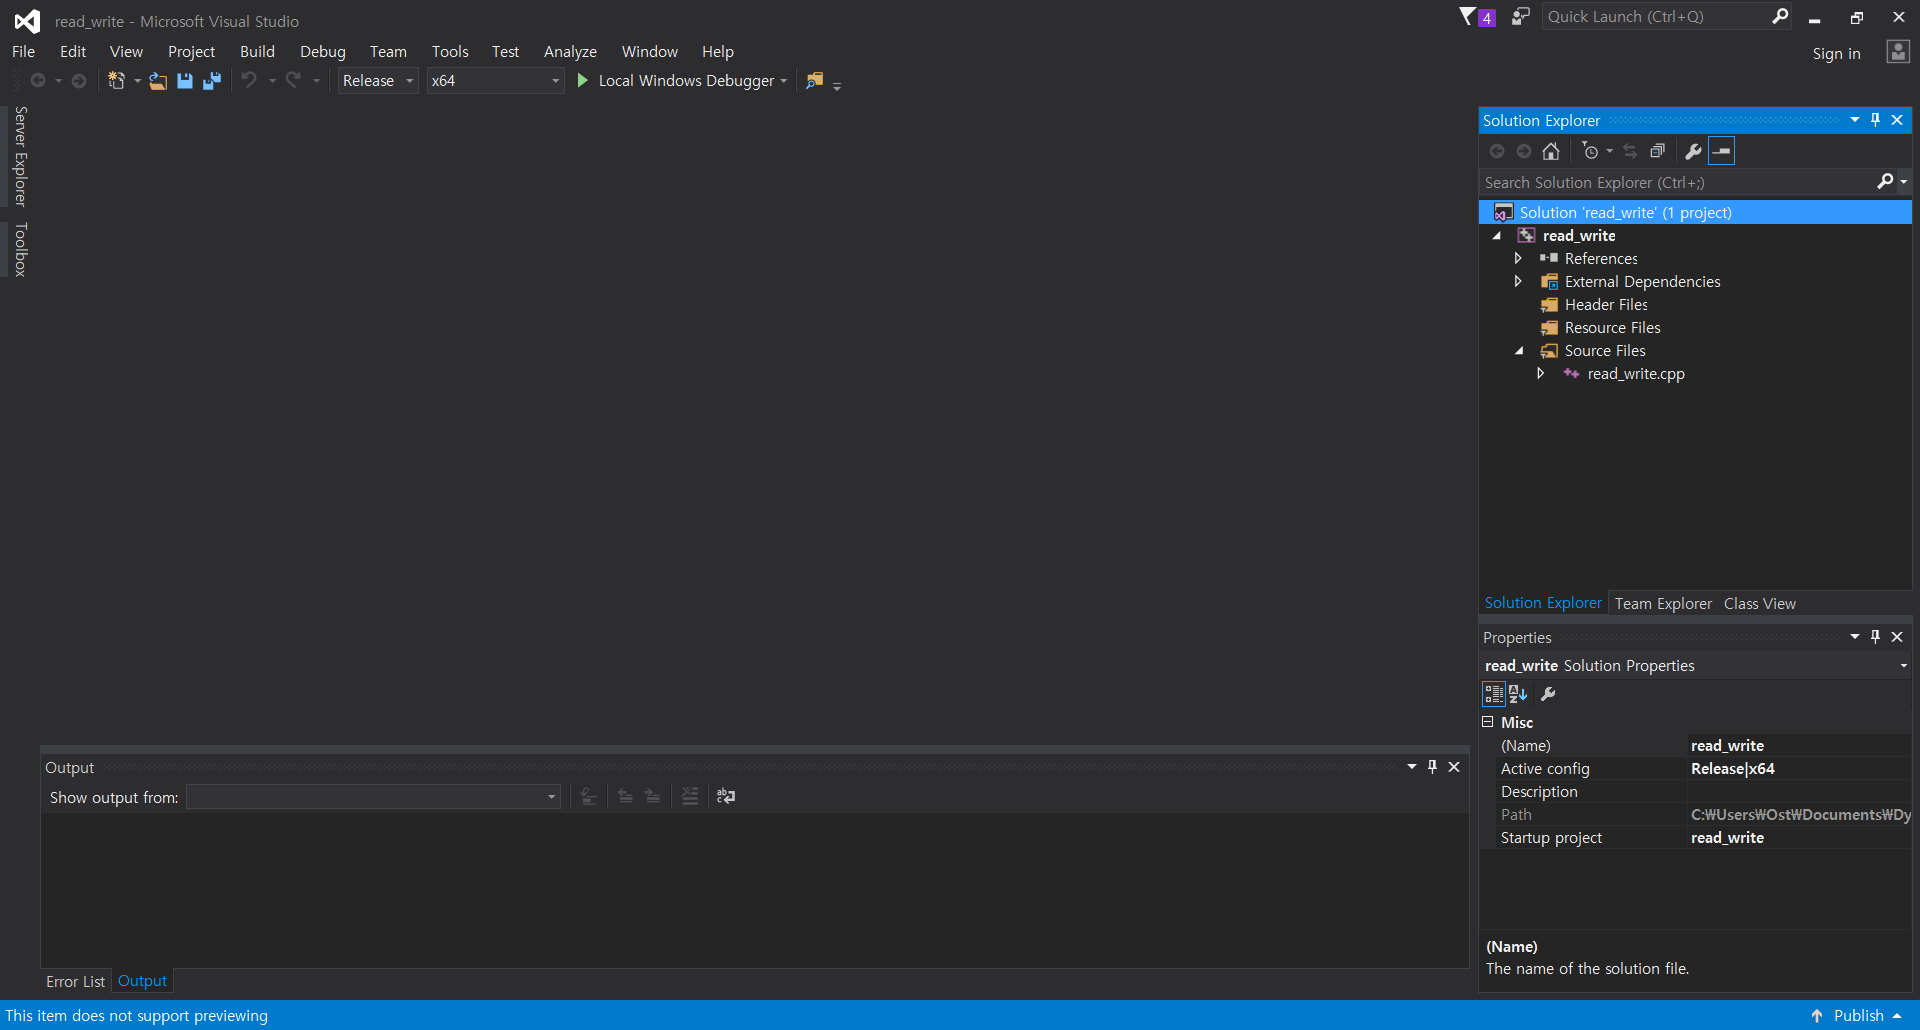 read_write - Microsoft Visual Studio
4
Quick Launch (Ctrl+Q)
File Edit View Project Build Debug Team Tools Test Analyze Window Help
Sign in
Release x64 Local Windows Debugger
Server Explorer
Toolbox
Solution Explorer
Search Solution Explorer (Ctrl+;)
Solution 'read_write' (1 project)
read_write
References
External Dependencies
Header Files
Resource Files
Source Files
read_write.cpp
Solution Explorer Team Explorer Class View
Properties
read_write Solution Properties
Misc
(Name) read_write
Active config Release|x64
Description
Path C:₩Users₩Ost₩Documents₩Dy
Startup project read_write
(Name)
The name of the solution file.
Output
Show output from:
Error List Output
This item does not support previewing
Publish